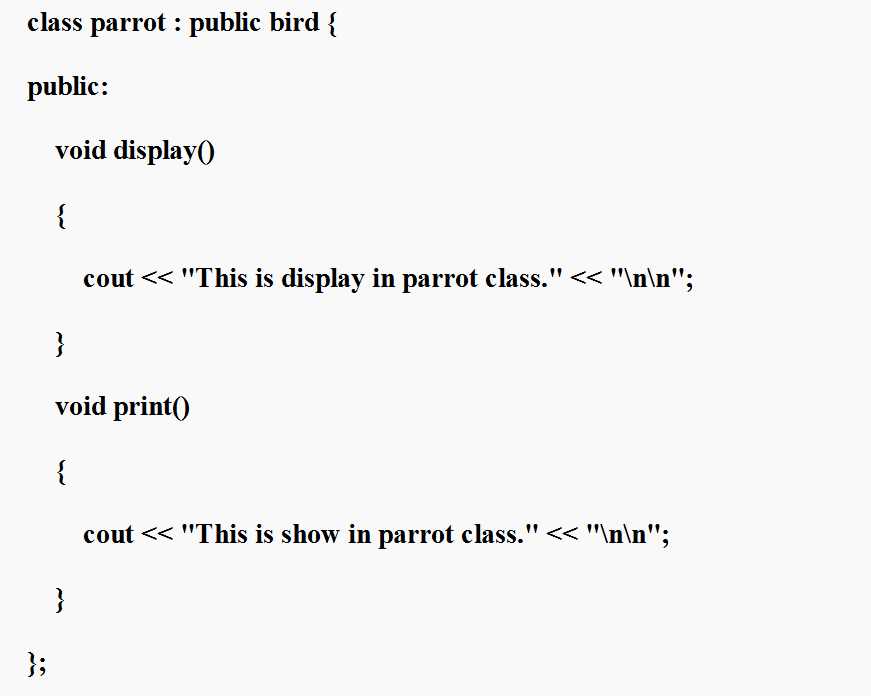 class parrot : public bird {
public:
void display()
{
cout << "This is display in parrot class." << "\n\n";
}
void print()
{
cout << "This is show in parrot class." << "\n\n";
}
};